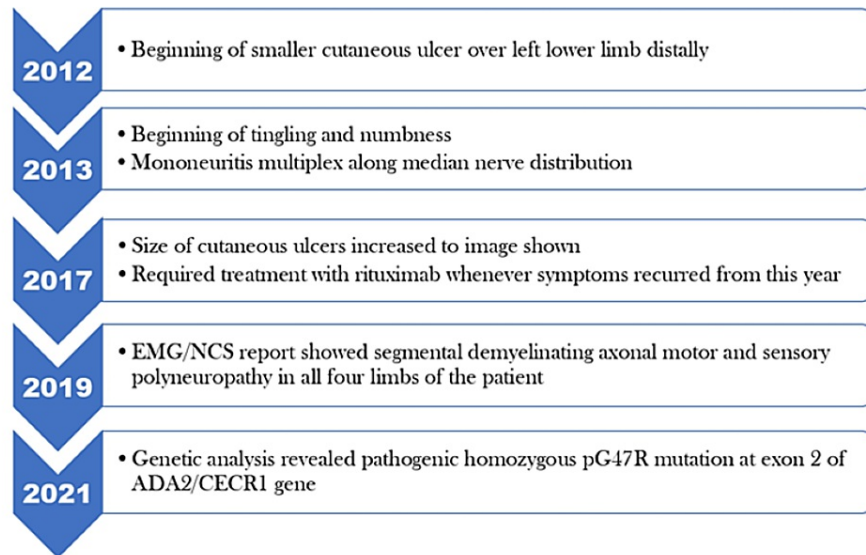 2012
• Beginning of smaller cutaneous ulcer over left lower limb distally
2013
• Beginning of tingling and numbness
• Mononeuritis multiplex along median nerve distribution
2017
• Size of cutaneous ulcers increased to image shown
• Required treatment with rituximab whenever symptoms recurred from this year
2019
• EMG/NCS report showed segmental demyelinating axonal motor and sensory
polyneuropathy in all four limbs of the patient
2021
• Genetic analysis revealed pathogenic homozygous pG47R mutation at exon 2 of
ADA2/CECR1 gene